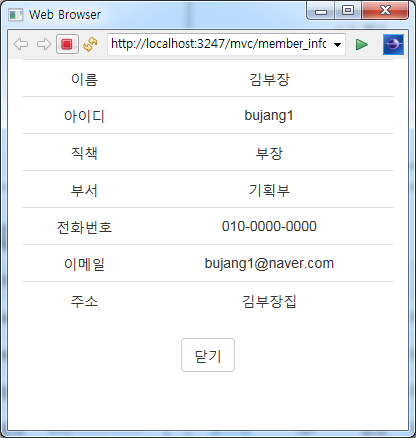 Web Browser
http://localhost:3247/mvc/member_info
이름 김부장
아이디 bujang1
직책 부장
부서 기획부
전화번호 010-0000-0000
이메일 bujang1@naver.com
주소 김부장집
닫기